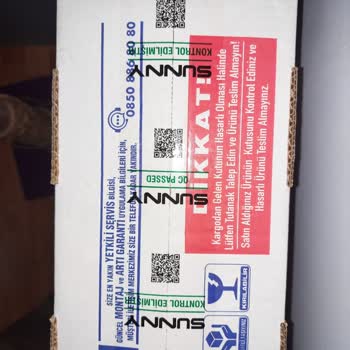 DİKKAT!
Kargodan Gelen Kutunun Hasarlı Olması Halinde
Lütfen Tutanak Talep Edin ve Ürünü Teslim Almayın!
Satın Aldığınız Ürünün Kutusunu Kontrol Ediniz ve
Hasarlı Ürünü Teslim Almayınız.
SİZE EN YAKIN YETKİLİ SERVİS BİLGİSİ,
GÜNCEL MONTAJ ve ARTI GARANTİ UYGULAMA BİLGİLERİ İÇİN,
MERKEZİMİZ SİZE BİR TELEFON KADAR YAKINDIR.
0850
80
SUNNY
KONTROL EDİLMİŞTİR
SUNNY
QC PASSED
SUNNY
KONTROL EDİLMİŞTİR
SUNNY
KIRILABİLİR